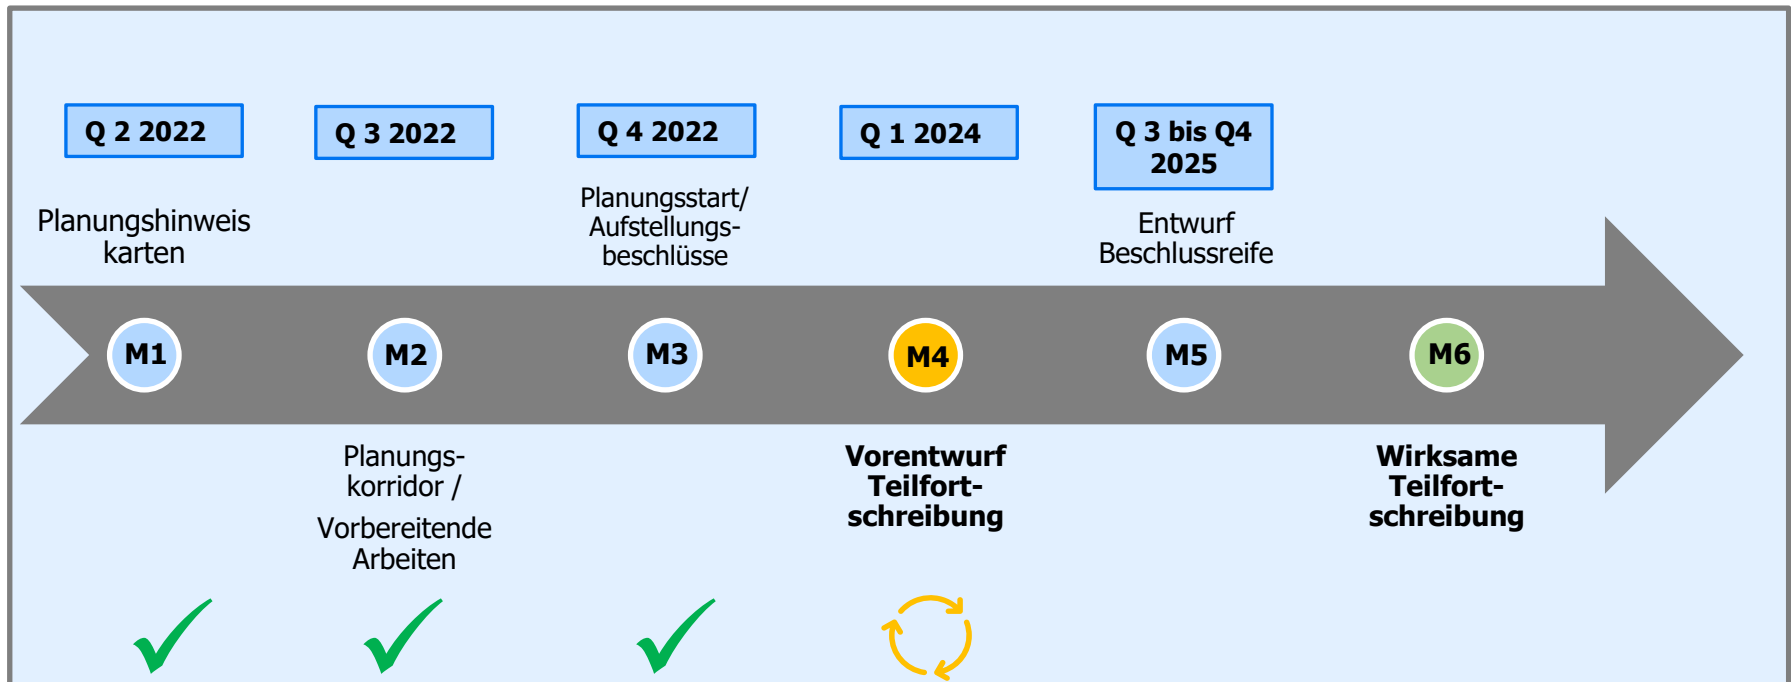 Q 2 2022
Q 3 2022
Q 4 2022
Q 1 2024
Q 3 bis Q4
2025
Planungshinweis
karten
Planungsstart/
Aufstellungs-
beschlüsse
Entwurf
Beschlussreife
M1
M2
M3
M4
M5
M6
Planungs-
korridor /
Vorbereitende
Arbeiten
Vorentwurf
Teilfort-
schreibung
Wirksame
Teilfort-
schreibung